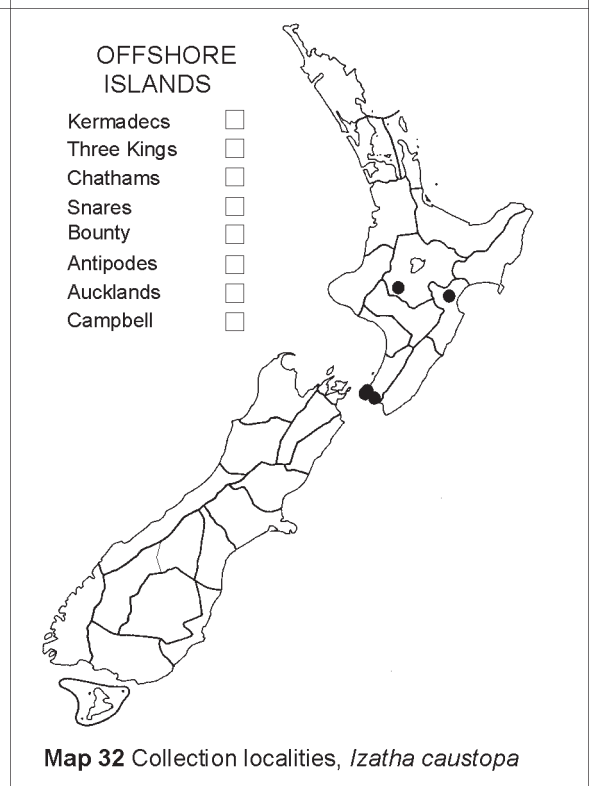 OFFSHORE
ISLANDS
Kermadecs
Three Kings
Chathams
Snares
Bounty
Antipodes
Aucklands
Campbell
Map 32 Collection localities, Izatha caustopa